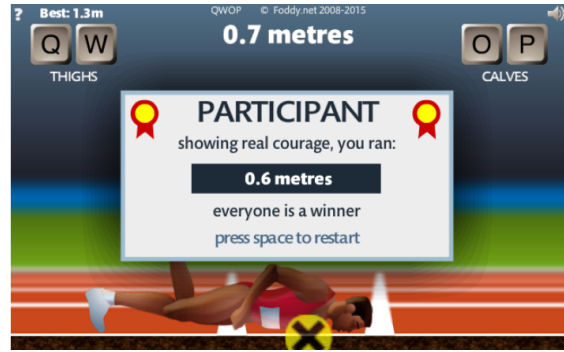 ? Best: 1.3m QWOP © Foddy.net 2008-2015
0.7 metres
Q W O P
THIGHS CALVES
PARTICIPANT
showing real courage, you ran:
0.6 metres
everyone is a winner
press space to restart